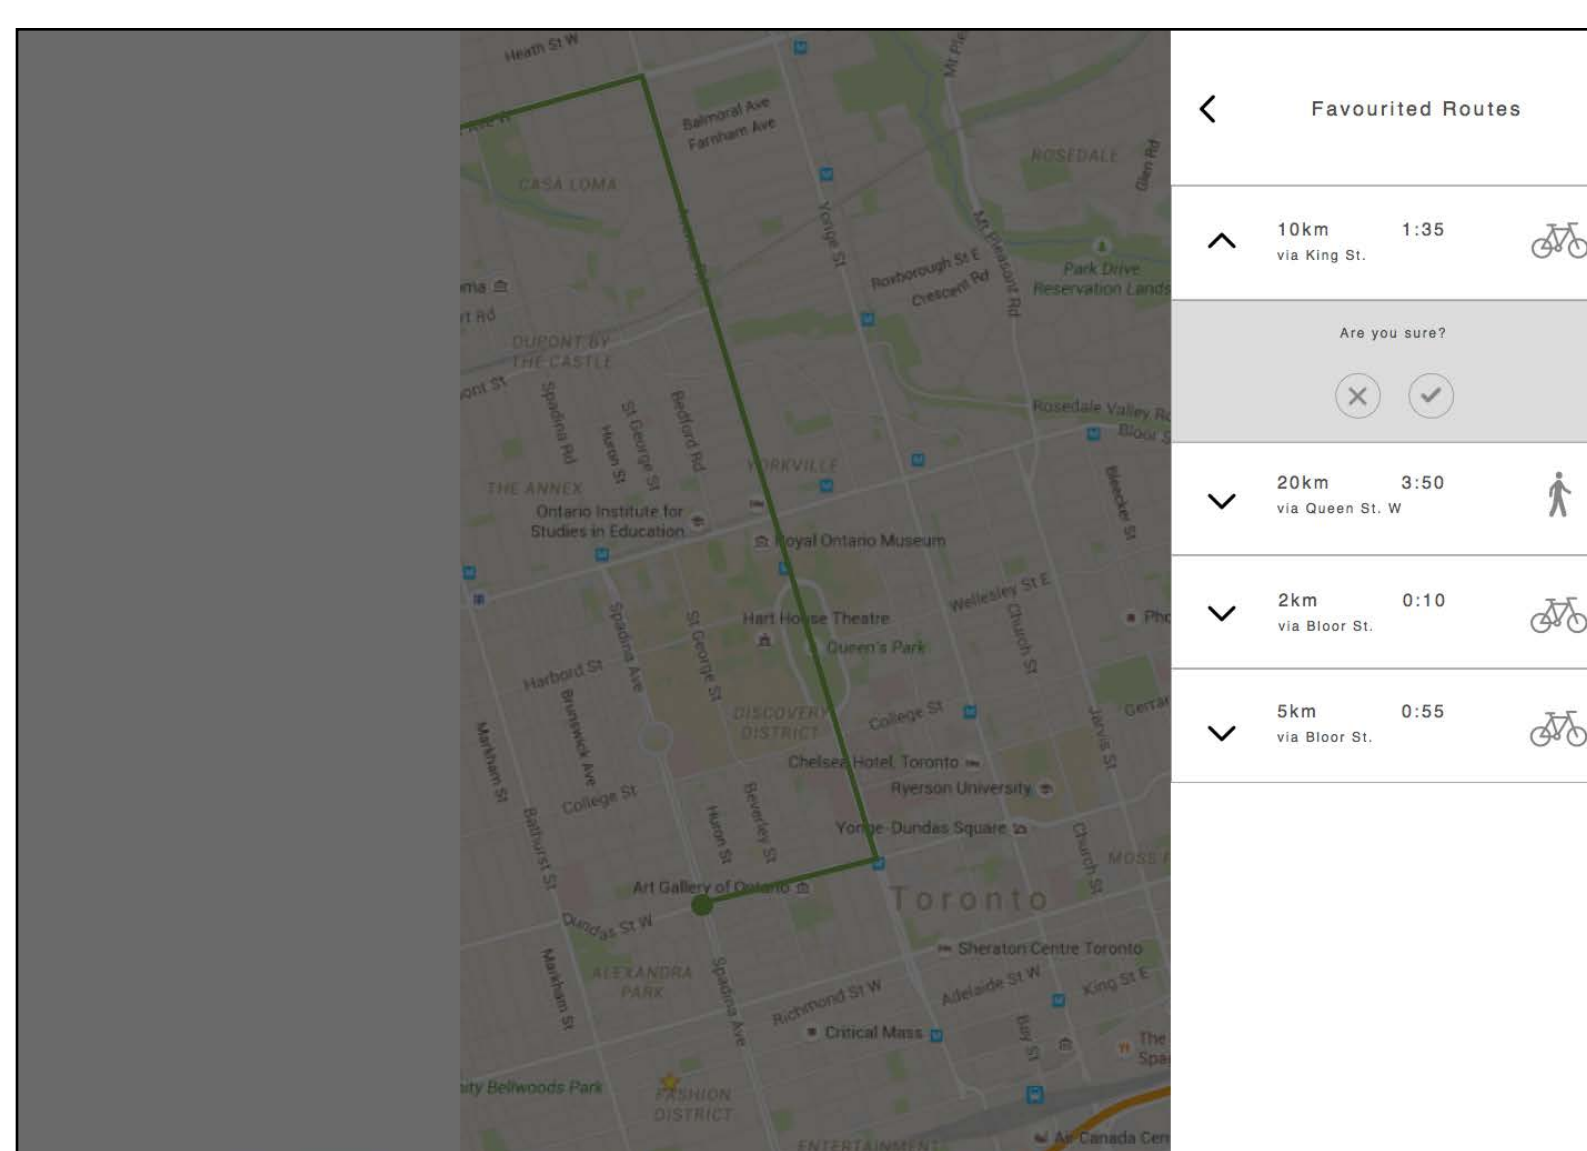 Heath St W
Balmoral Ave
Farnham Ave
CASA LOMA
ROSEDALE
Glen Rd
Yonge St
Mt Pleasant Rd
Roxborough St E
Crescent Rd
Park Drive
Reservation Lands
DUPONT BY
THE CASTLE
Spadina Rd
St George St
Huron St
Bedford Rd
Rosedale Valley
YORKVILLE
THE ANNEX
Bleecker St
Ontario Institute for
Studies in Education
Royal Ontario Museum
Wellesley St E
Church St
Spadina Ave
St George St
Hart House Theatre
Queen's Park
Harbord St
Brunswick Ave
DISCOVERY
DISTRICT
College St
Jarvis St
Markham St
Chelsea Hotel, Toronto
Ryerson University
College St
Bathurst St
Huron St
Beverley St
Yonge-Dundas Square
Church St
MOSS
Art Gallery of Ontario
Toronto
Dundas St W
Sheraton Centre Toronto
Markham St
ALEXANDRA
PARK
Spadina Ave
Richmond St W
Adelaide St W
King St E
Bay St
Critical Mass
The
Bellwoods Park
FASHION
DISTRICT
ENTERTAINMENT
Air Canada Cen
Favourited Routes
10km 1:35
via King St.
Are you sure?
20km 3:50
via Queen St. W
2km 0:10
via Bloor St.
5km 0:55
via Bloor St.